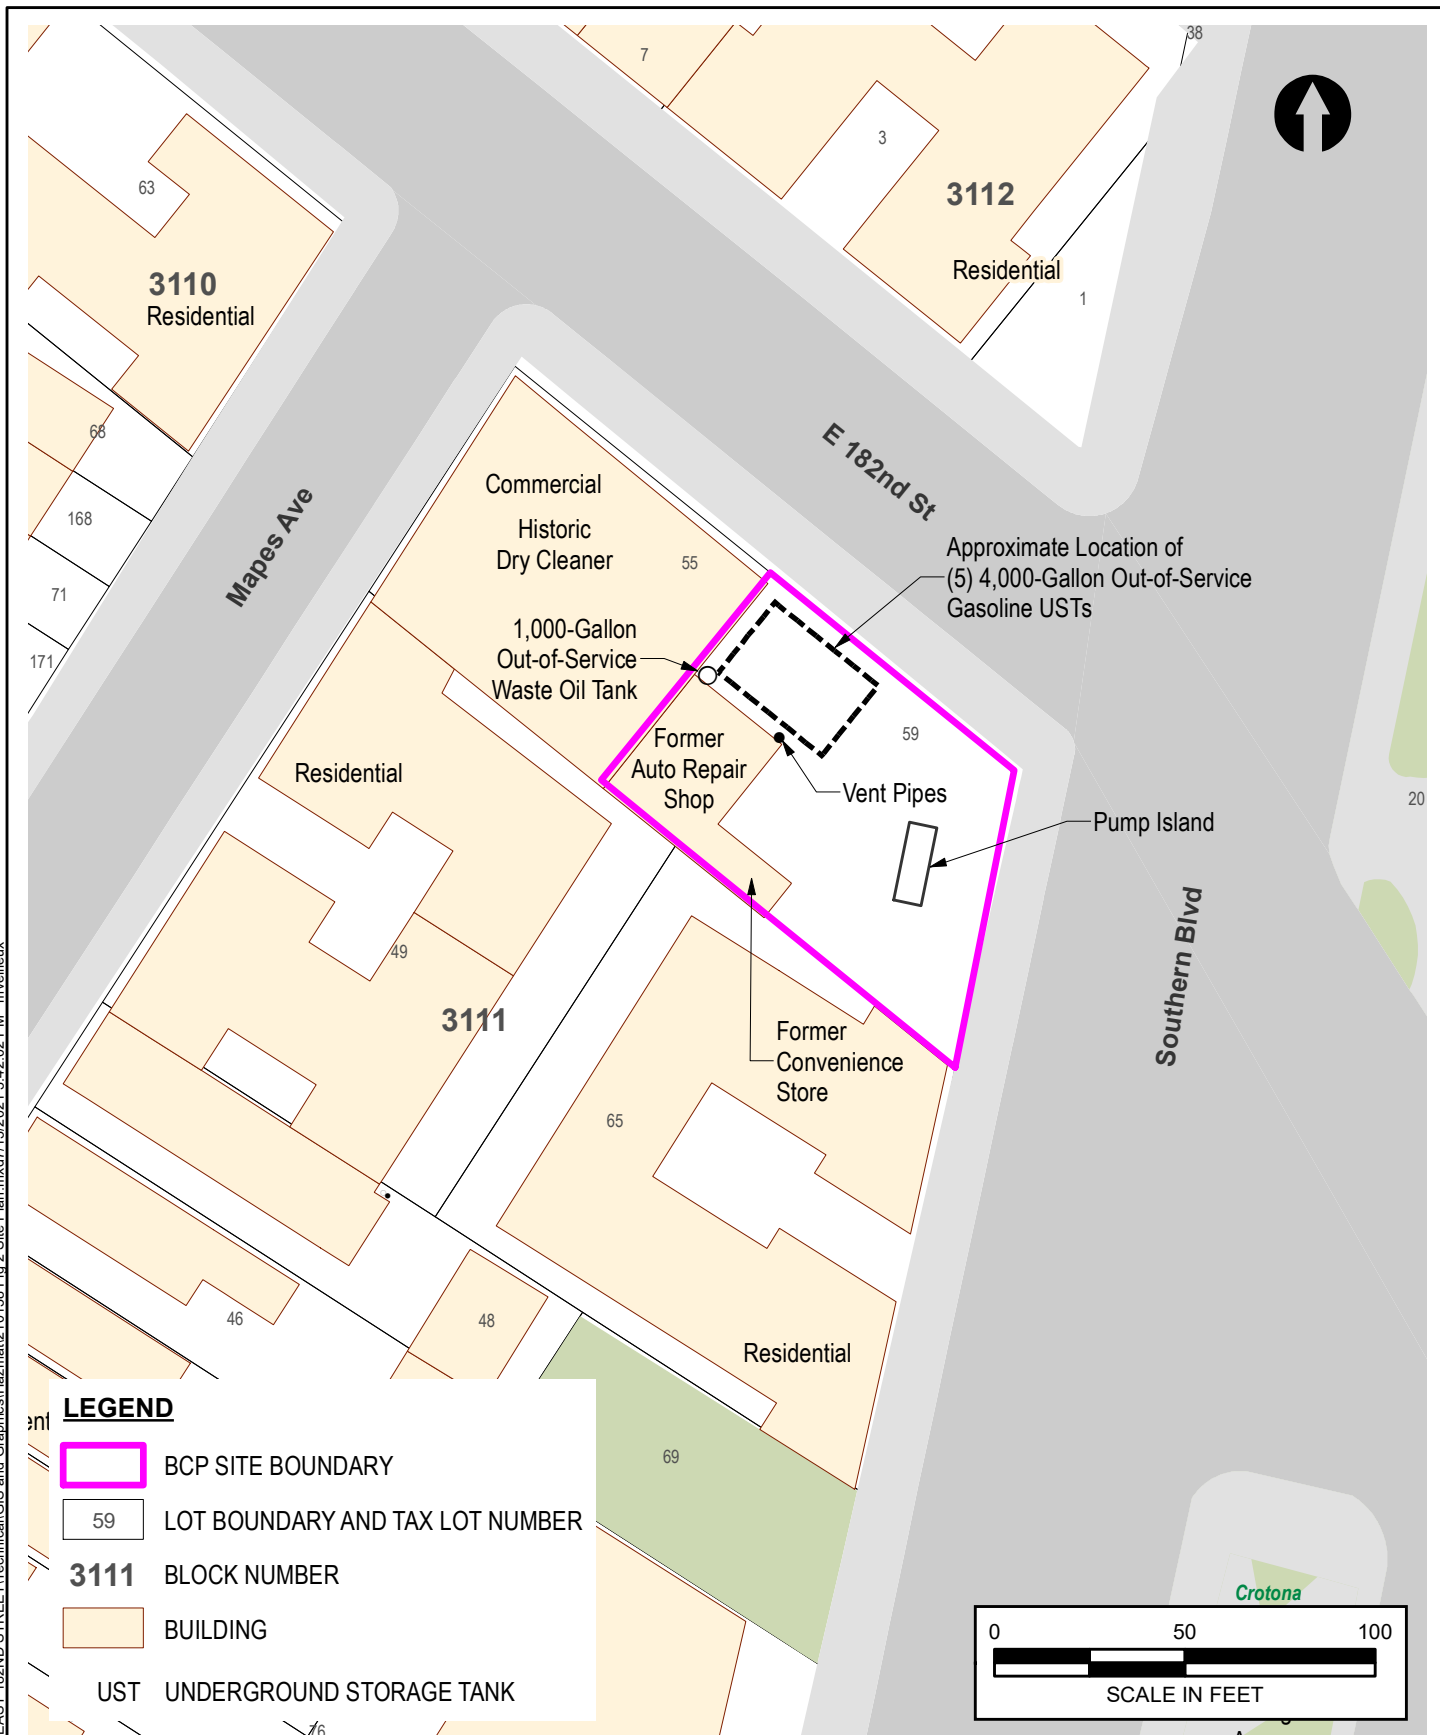 38
7
3
3112
Residential
1
63
3110
Residential
68
168
71
171
Mapes Ave
E 182nd St
Commercial
Historic
Dry Cleaner
55
Approximate Location of
(5) 4,000-Gallon Out-of-Service
Gasoline USTs
1,000-Gallon
Out-of-Service
Waste Oil Tank
59
Former
Auto Repair
Shop
Vent Pipes
Pump Island
20
Residential
49
3111
Southern Blvd
Former
Convenience
Store
65
46
48
Residential
69
76
LEGEND
BCP SITE BOUNDARY
59 LOT BOUNDARY AND TAX LOT NUMBER
3111 BLOCK NUMBER
BUILDING
UST UNDERGROUND STORAGE TANK
Crotona
0 50 100
SCALE IN FEET